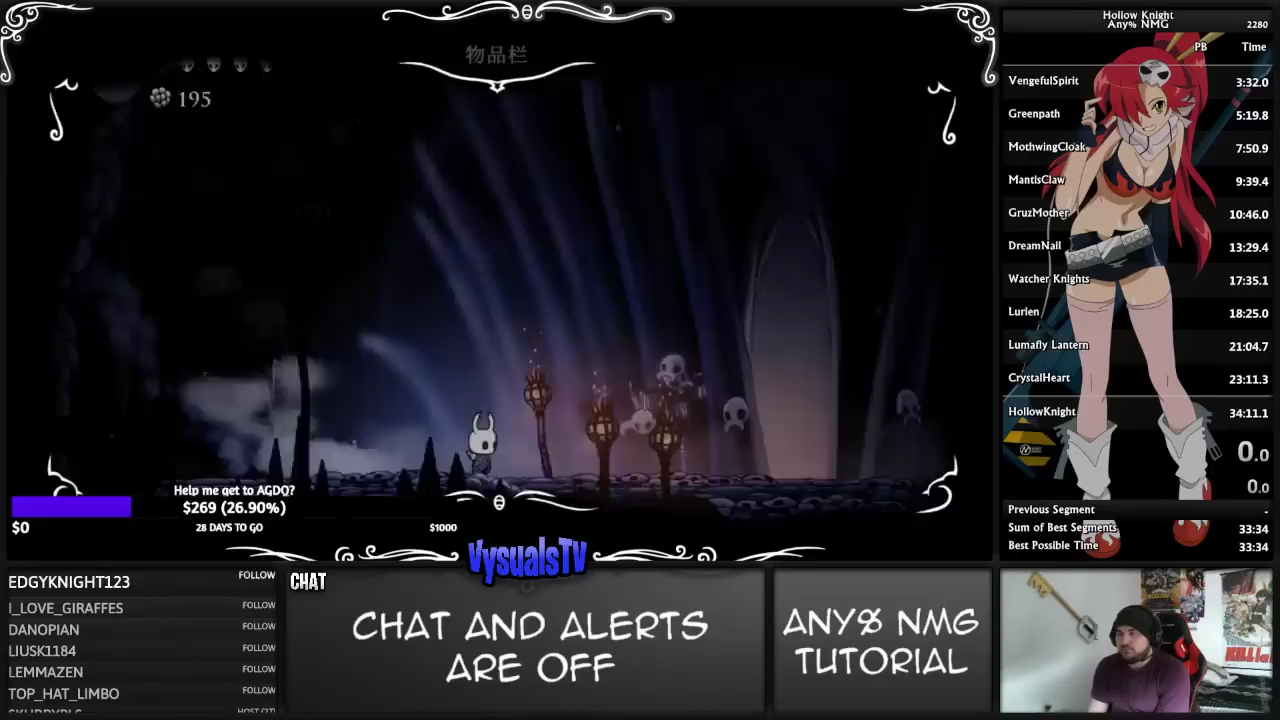 物品栏
195
Help me get to AGDQ?
$269 (26.90%)
$0
28 DAYS TO GO
$1000
VysualsTV
EDGYKNIGHT123 FOLLOW
I_LOVE_GIRAFFES FOLLOW
DANOPIAN FOLLOW
LIUSK1184 FOLLOW
LEMMAZEN FOLLOW
TOP_HAT_LIMBO FOLLOW
CHAT
CHAT AND ALERTS
ARE OFF
ANY% NMG
TUTORIAL
Hollow Knight
Any% NMG 2280
PB Time
VengefulSpirit 3:32.0
Greenpath 5:19.8
MothwingCloak 7:50.9
MantisClaw 9:39.4
GruzMother 10:46.0
DreamNail 13:29.4
Watcher Knights 17:35.1
Lurien 18:25.0
Lumafly Lantern 21:04.7
CrystalHeart 23:11.3
HollowKnight 34:11.1
0.0
0.0
Previous Segment -
Sum of Best Segments 33:34
Best Possible Time 33:34